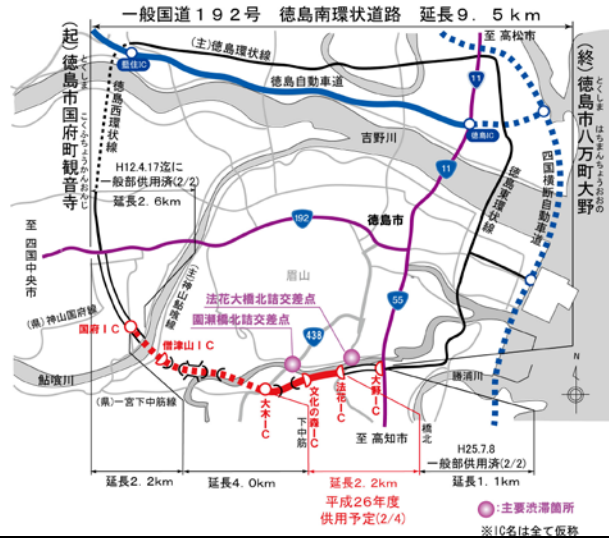 一般国道192号 徳島南環状道路 延長9.5km
(起)徳島市国府町観音寺
とくしま こくふちょうかんおんじ
(終)徳島市八万町大野
とくしま はちまんちょうおおの
至 高松市
(主)徳島環状線
藍住IC
徳島自動車道
11
徳島西環状線
徳島IC
吉野川
四国横断自動車道
H12.4.17迄に
一般部供用済(2/2)
延長2.6km
11
徳島東環状線
192
徳島市
至 四国中央市
(主)神山鮎喰線
眉山
法花大橋北詰交差点
55
(県)神山国府線
園瀬橋北詰交差点
438
国府IC
僧津山IC
鮎喰川
勝浦川
N
(県)一宮下中筋線
大木IC
文化の森IC
法花IC
大野IC
下中筋
至 高知市
橋北
H25.7.8
一般部供用済(2/2)
延長2.2km
延長4.0km
延長2.2km
延長1.1km
平成26年度
供用予定(2/4)
:主要渋滞箇所
※IC名は全て仮称